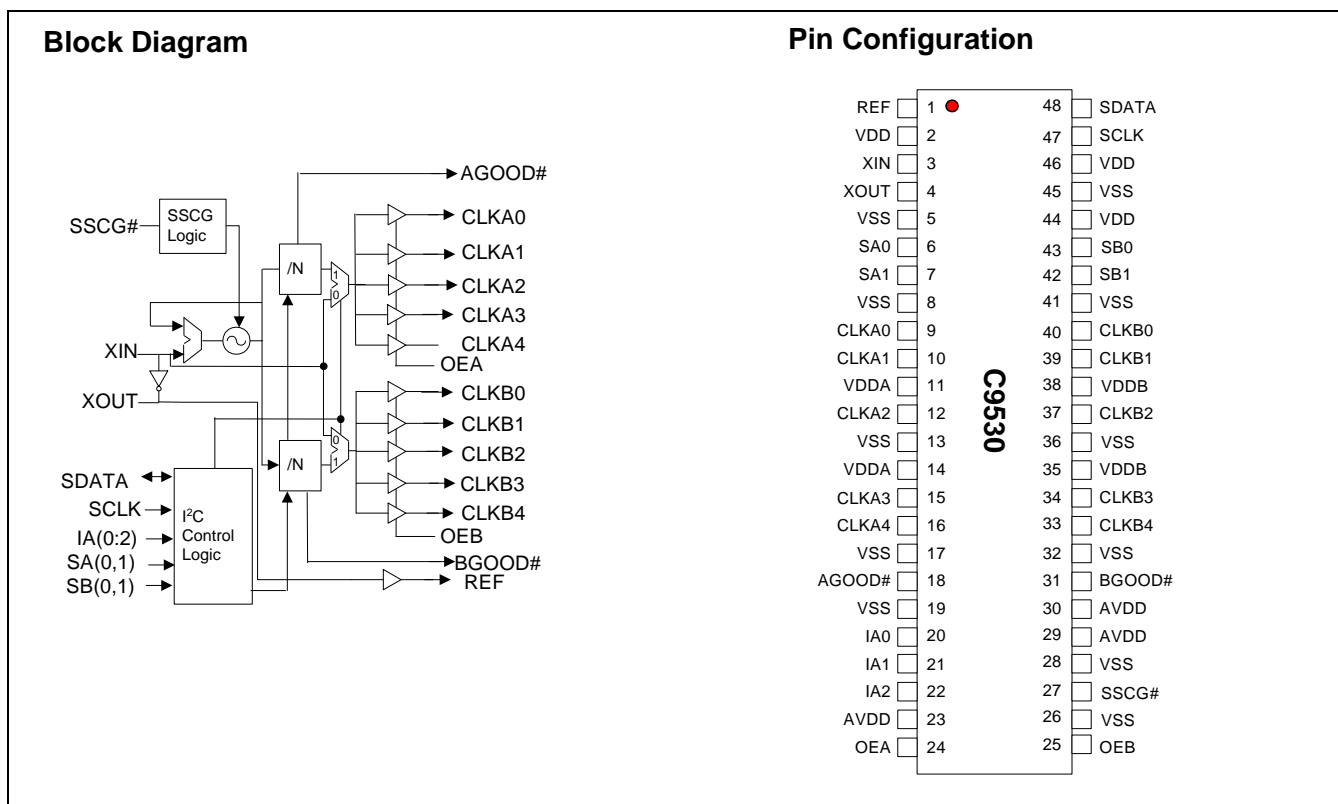 Block Diagram
AGOOD#
SSCG#
SSCG
Logic
CLKA0
CLKA1
/N
1
0
CLKA2
CLKA3
XIN
CLKA4
OEA
XOUT
CLKB0
CLKB1
0
1
/N
CLKB2
SDATA
CLKB3
SCLK
I²C
Control
Logic
CLKB4
IA(0:2)
OEB
SA(0,1)
BGOOD#
SB(0,1)
REF
Pin Configuration
REF 1 48 SDATA
VDD 2 47 SCLK
XIN 3 46 VDD
XOUT 4 45 VSS
VSS 5 44 VDD
SA0 6 43 SB0
SA1 7 42 SB1
VSS 8 41 VSS
CLKA0 9 40 CLKB0
CLKA1 10 39 CLKB1
VDDA 11 38 VDDB
CLKA2 12 37 CLKB2
VSS 13 36 VSS
VDDA 14 35 VDDB
CLKA3 15 34 CLKB3
CLKA4 16 33 CLKB4
VSS 17 32 VSS
AGOOD# 18 31 BGOOD#
VSS 19 30 AVDD
IA0 20 29 AVDD
IA1 21 28 VSS
IA2 22 27 SSCG#
AVDD 23 26 VSS
OEA 24 25 OEB
C9530